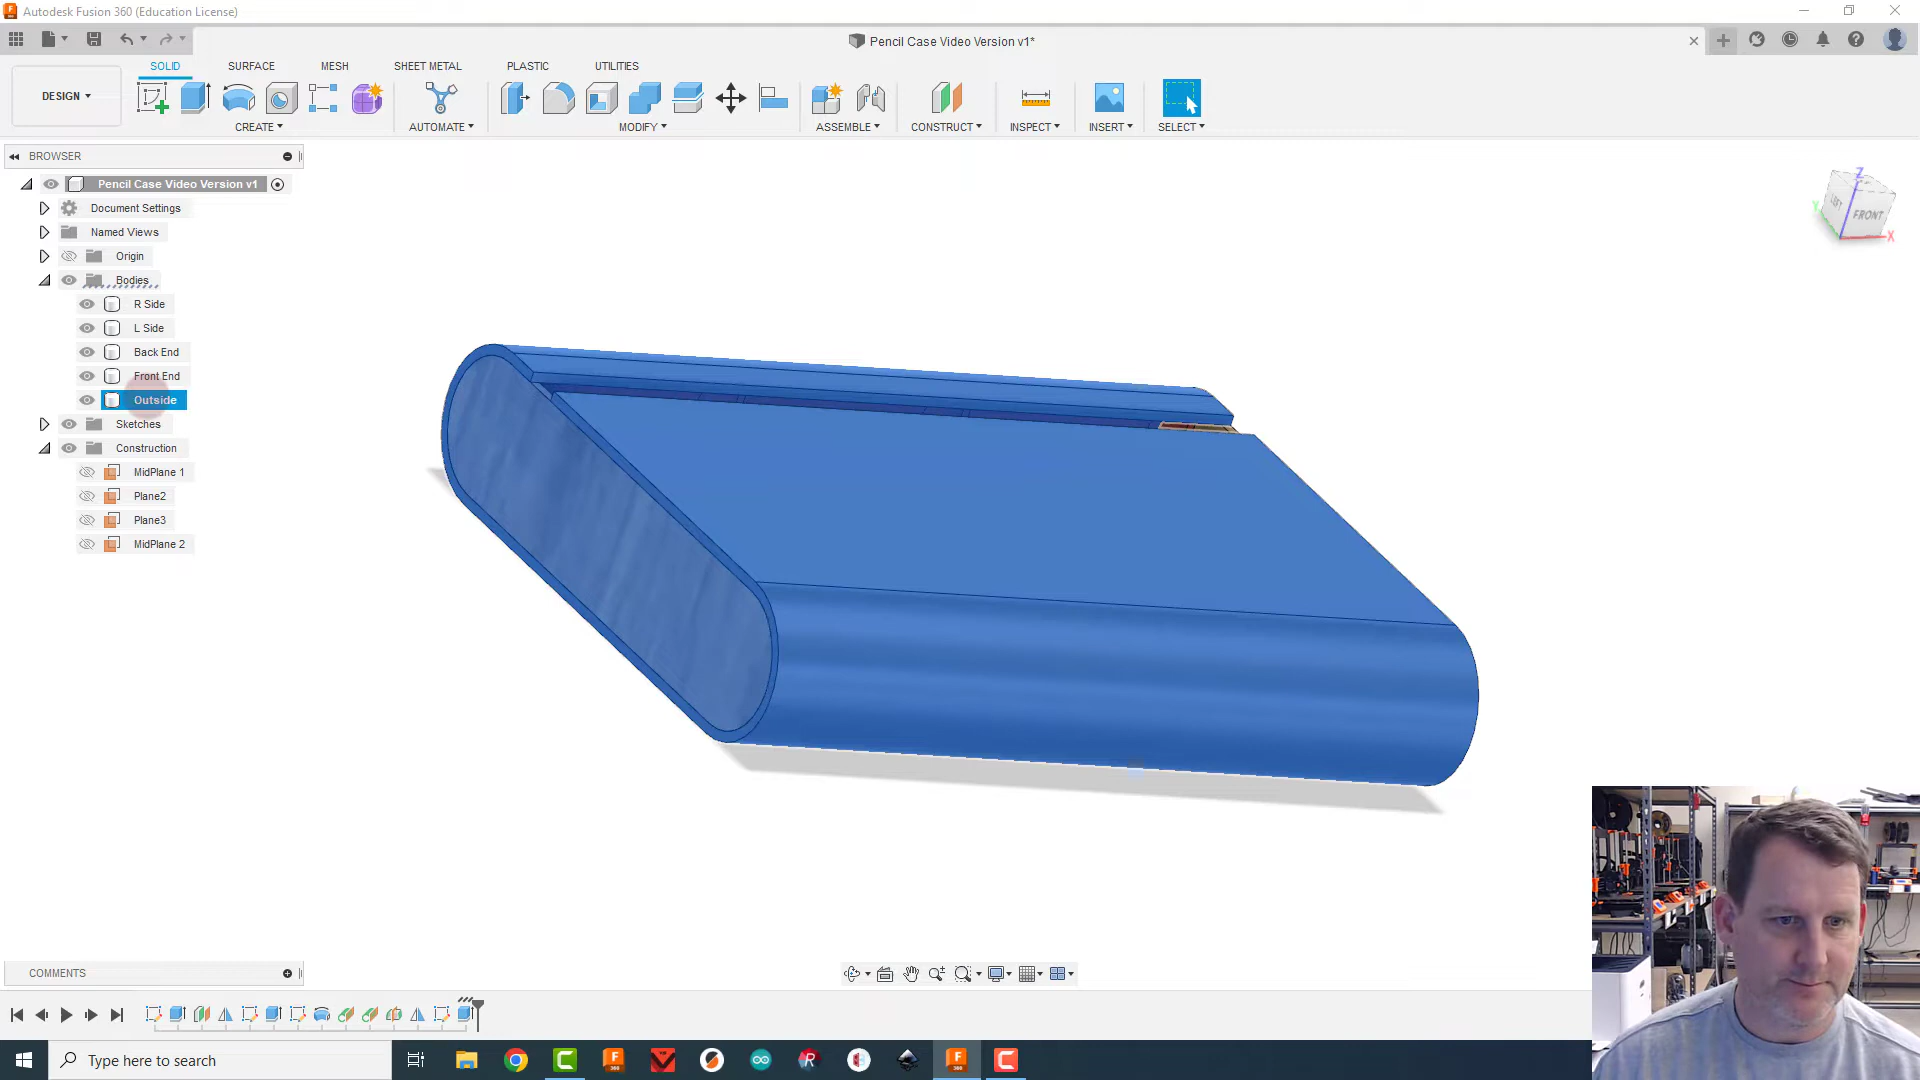 Autodesk Fusion 360 (Education License)
Pencil Case Video Version v1*
SOLID SURFACE MESH SHEET METAL PLASTIC UTILITIES
DESIGN
CREATE AUTOMATE MODIFY ASSEMBLE CONSTRUCT INSPECT INSERT SELECT
BROWSER
Pencil Case Video Version v1
Document Settings
Named Views
Origin
Bodies
R Side
L Side
Back End
Front End
Outside
Sketches
Construction
MidPlane 1
Plane2
Plane3
MidPlane 2
Z
LEFT
FRONT
Y
X
COMMENTS
Type here to search